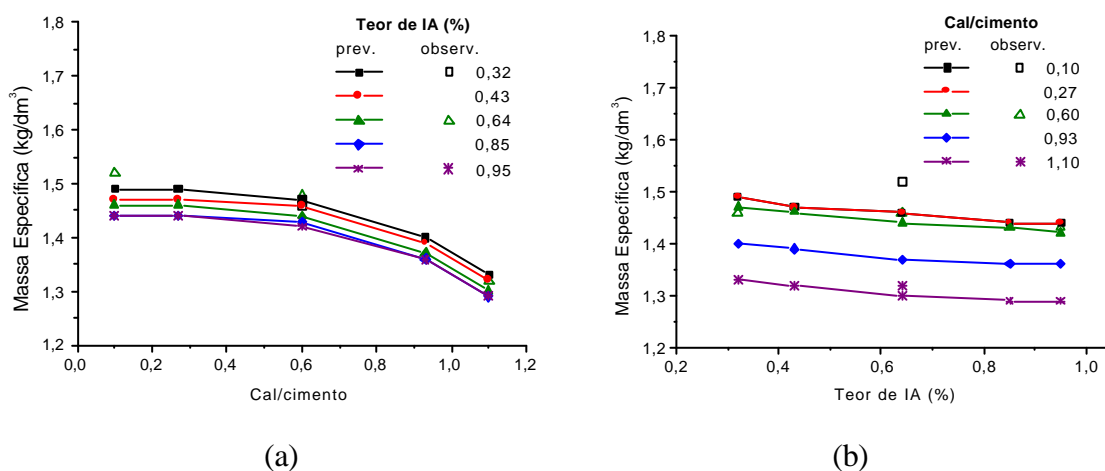 Teor de IA (%)
prev. observ.
0,32
0,43
0,64
0,85
0,95
1,8
1,7
1,6
1,5
1,4
1,3
1,2
Massa Específica (kg/dm³)
0,0 0,2 0,4 0,6 0,8 1,0 1,2
Cal/cimento
(a)
Cal/cimento
prev. observ.
0,10
0,27
0,60
0,93
1,10
1,8
1,7
1,6
1,5
1,4
1,3
1,2
Massa Específica (kg/dm³)
0,2 0,4 0,6 0,8 1,0
Teor de IA (%)
(b)